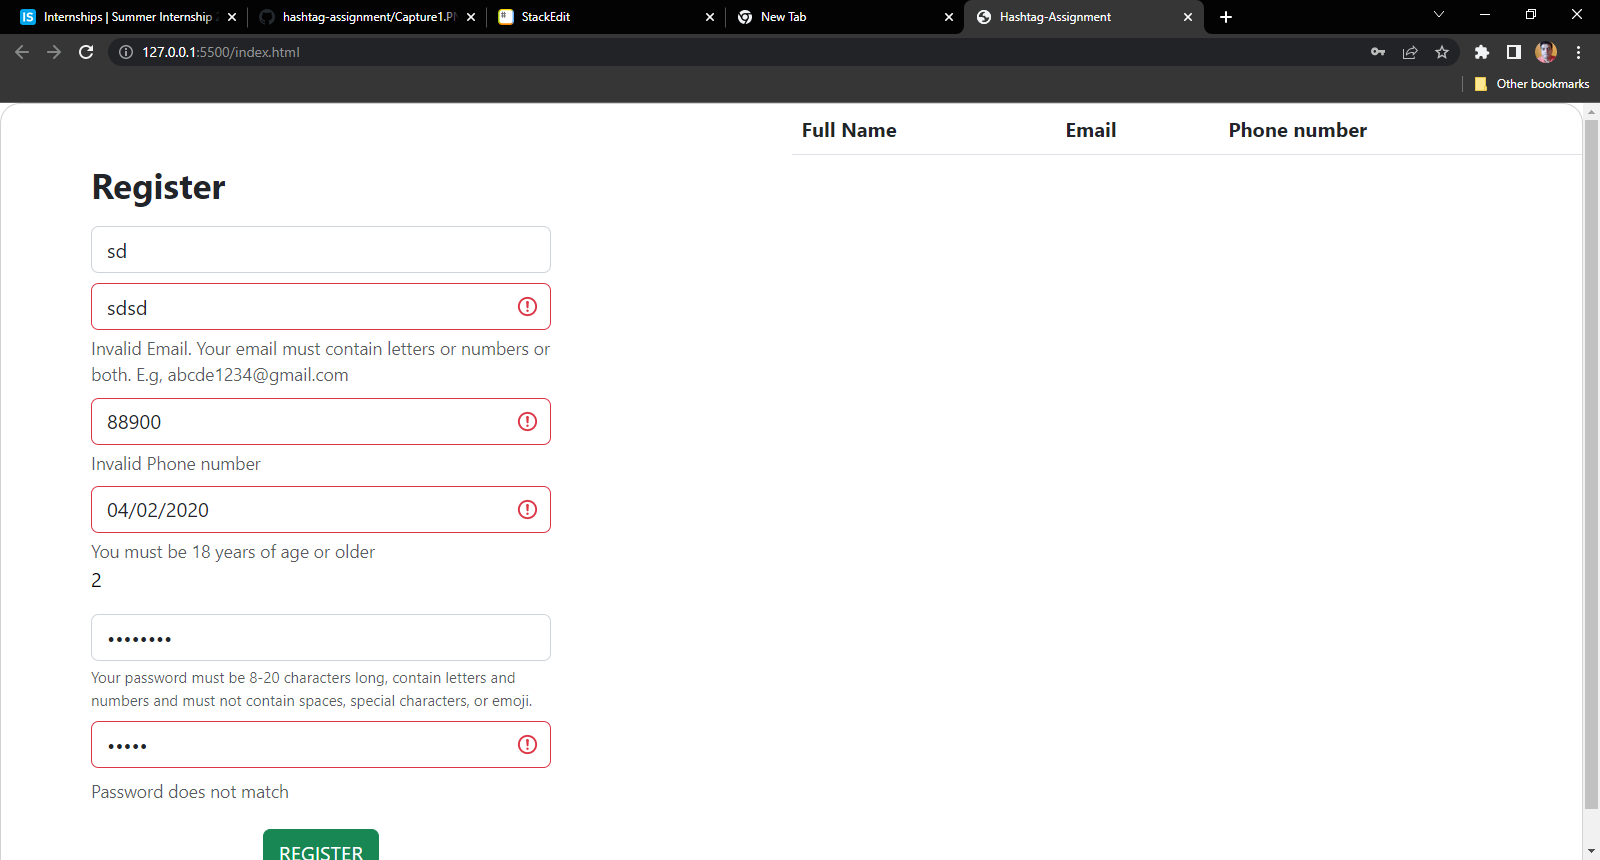 Internships | Summer Internship
hashtag-assignment/Capture1.PN
StackEdit
New Tab
Hashtag-Assignment
127.0.0.1:5500/index.html
Other bookmarks
Full Name Email Phone number
Register
sd
sdsd
Invalid Email. Your email must contain letters or numbers or
both. E.g, abcde1234@gmail.com
88900
Invalid Phone number
04/02/2020
You must be 18 years of age or older
2
••••••••
Your password must be 8-20 characters long, contain letters and
numbers and must not contain spaces, special characters, or emoji.
•••••
Password does not match
REGISTER